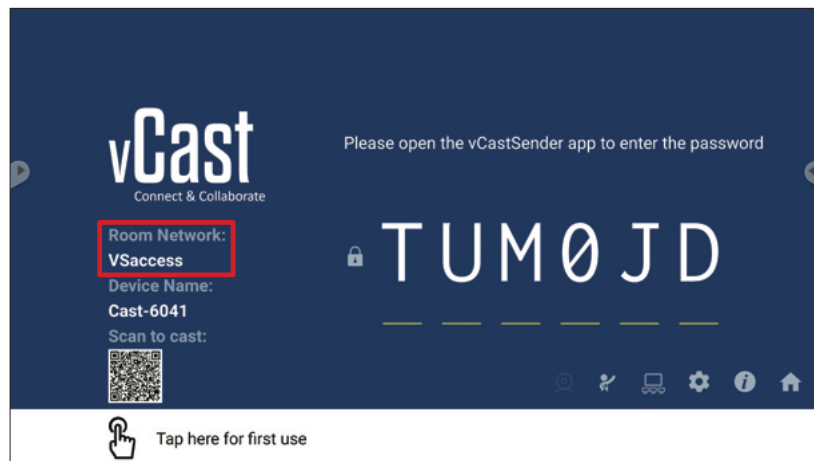 vCast
Connect & Collaborate
Please open the vCastSender app to enter the password
Room Network:
VSaccess
TUM0JD
Device Name:
Cast-6041
Scan to cast:
Tap here for first use